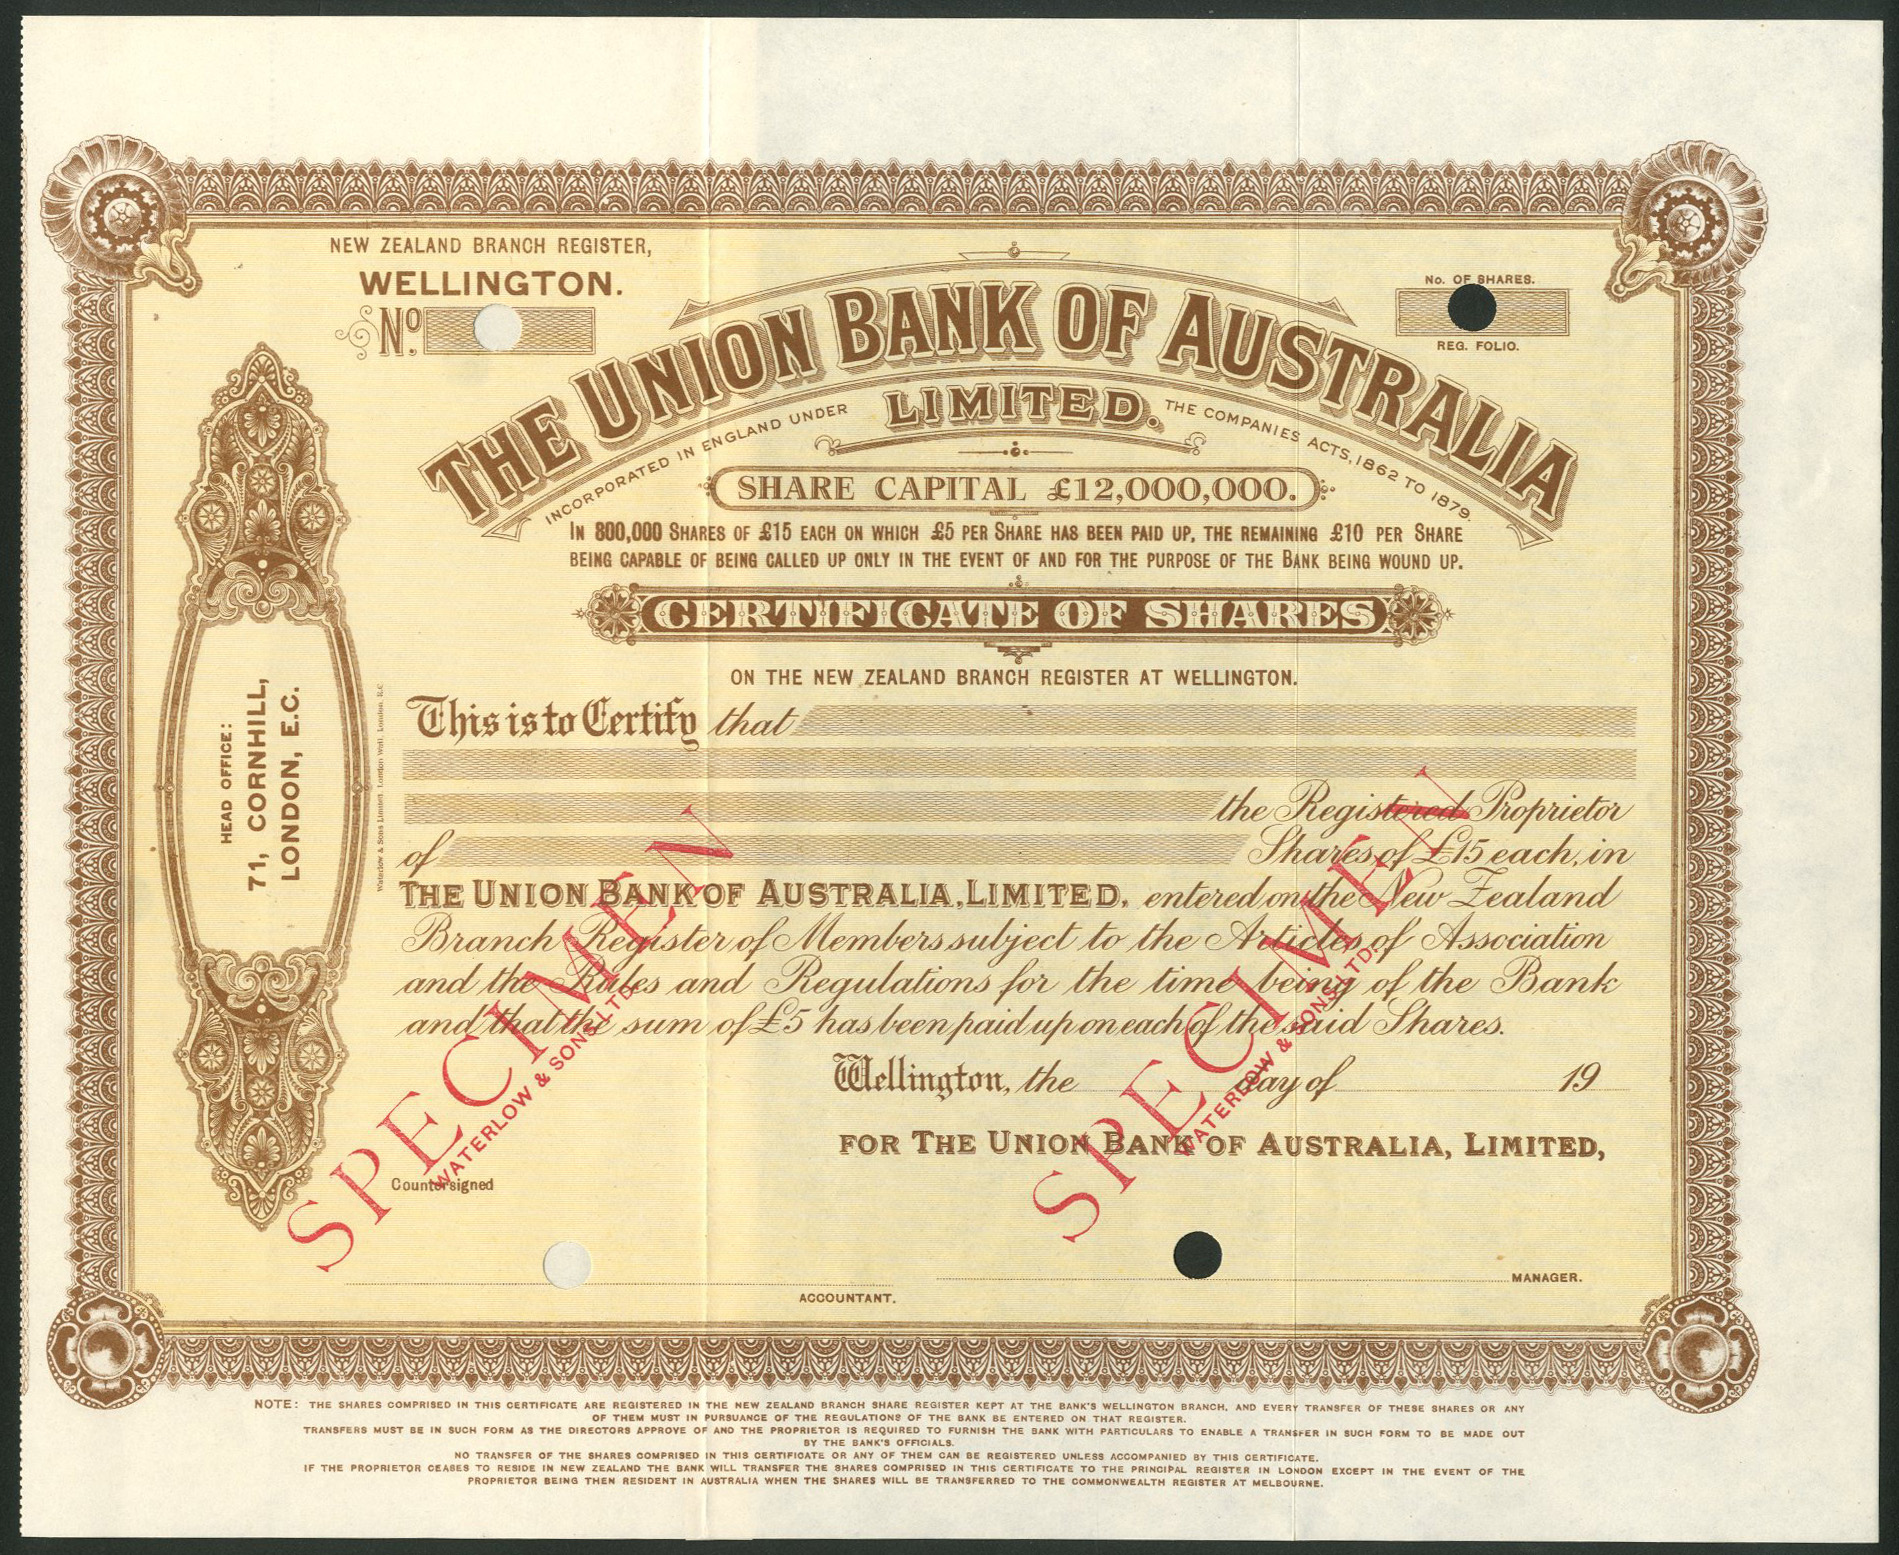 NEW ZEALAND BRANCH REGISTER,
WELLINGTON.
No.
No. OF SHARES.
REG. FOLIO.
THE UNION BANK OF AUSTRALIA
LIMITED.
INCORPORATED IN ENGLAND UNDER THE COMPANIES ACTS, 1862 TO 1879.
SHARE CAPITAL £12,000,000.
IN 800,000 SHARES OF £15 EACH ON WHICH £5 PER SHARE HAS BEEN PAID UP, THE REMAINING £10 PER SHARE
BEING CAPABLE OF BEING CALLED UP ONLY IN THE EVENT OF AND FOR THE PURPOSE OF THE BANK BEING WOUND UP.
CERTIFICATE OF SHARES
ON THE NEW ZEALAND BRANCH REGISTER AT WELLINGTON.
HEAD OFFICE:
71, CORNHILL,
LONDON, E.C.
Waterlow & Sons Limited, London Wall, London, E.C.
This is to Certify that
the Registered Proprietor
of Shares of £15 each, in
THE UNION BANK OF AUSTRALIA, LIMITED, entered on the New Zealand
Branch Register of Members subject to the Articles of Association
and the Rules and Regulations for the time being of the Bank
and that the sum of £5 has been paid up on each of the said Shares.
Wellington, the day of 19
FOR THE UNION BANK OF AUSTRALIA, LIMITED,
Countersigned
SPECIMEN
WATERLOW & SONS LTD.
SPECIMEN
WATERLOW & SONS LTD.
MANAGER.
ACCOUNTANT.
NOTE: THE SHARES COMPRISED IN THIS CERTIFICATE ARE REGISTERED IN THE NEW ZEALAND BRANCH SHARE REGISTER KEPT AT THE BANK'S WELLINGTON BRANCH, AND EVERY TRANSFER OF THESE SHARES OR ANY
OF THEM MUST IN PURSUANCE OF THE REGULATIONS OF THE BANK BE ENTERED ON THAT REGISTER.
TRANSFERS MUST BE IN SUCH FORM AS THE DIRECTORS APPROVE OF AND THE PROPRIETOR IS REQUIRED TO FURNISH THE BANK WITH PARTICULARS TO ENABLE A TRANSFER IN SUCH FORM TO BE MADE OUT
BY THE BANK'S OFFICIALS.
NO TRANSFER OF THE SHARES COMPRISED IN THIS CERTIFICATE OR ANY OF THEM CAN BE REGISTERED UNLESS ACCOMPANIED BY THIS CERTIFICATE.
IF THE PROPRIETOR CEASES TO RESIDE IN NEW ZEALAND THE BANK WILL TRANSFER THE SHARES COMPRISED IN THIS CERTIFICATE TO THE PRINCIPAL REGISTER IN LONDON EXCEPT IN THE EVENT OF THE
PROPRIETOR BEING THEN RESIDENT IN AUSTRALIA WHEN THE SHARES WILL BE TRANSFERRED TO THE COMMONWEALTH REGISTER AT MELBOURNE.